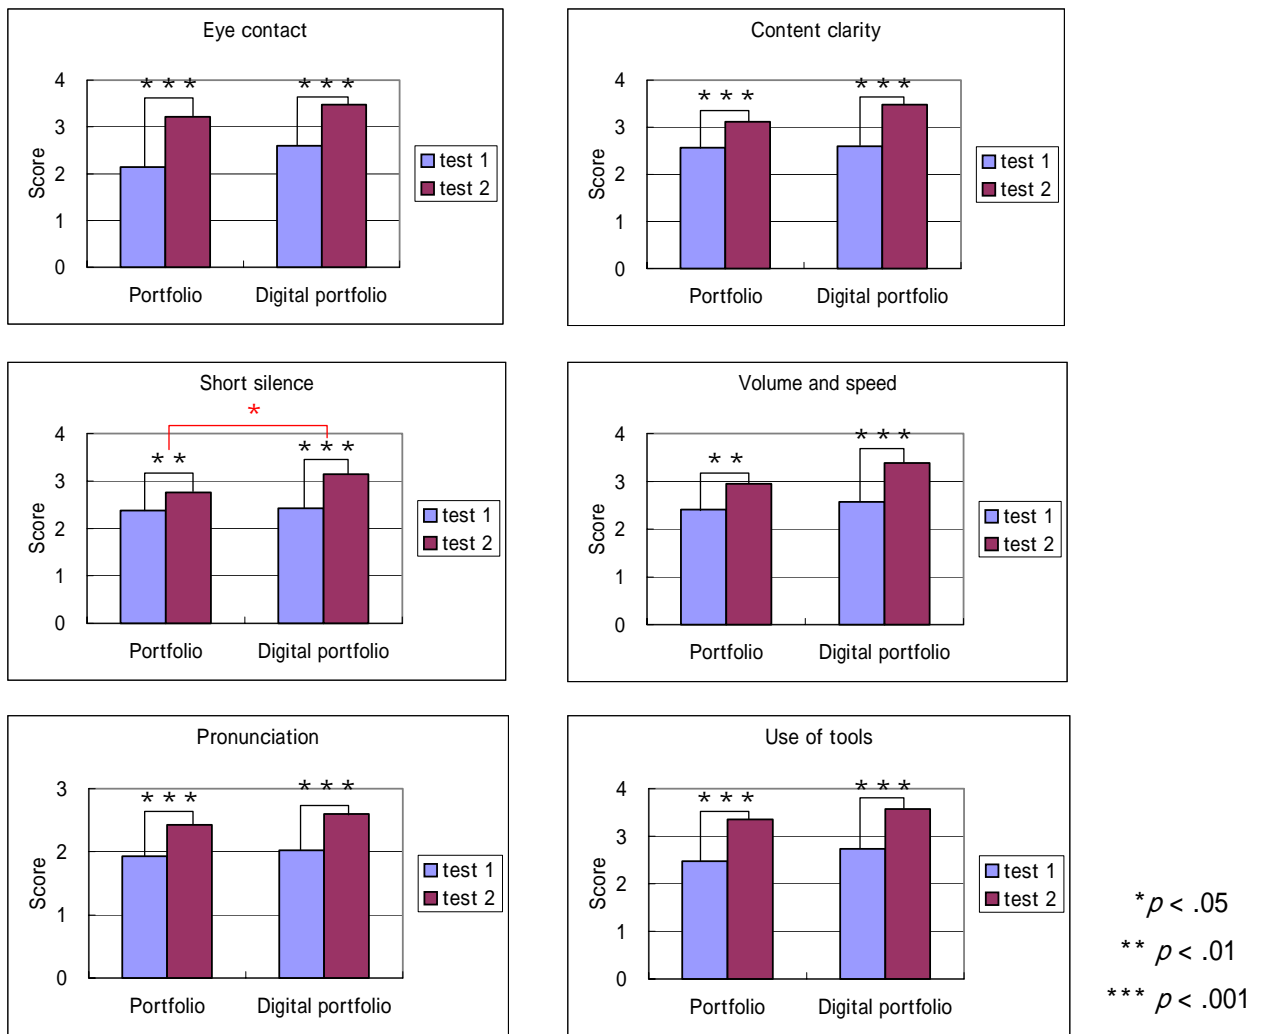 Eye contact
* * *
* * *
4
3
2
1
0
Score
Portfolio
Digital portfolio
test 1
test 2
Content clarity
* * *
* * *
4
3
2
1
0
Score
Portfolio
Digital portfolio
test 1
test 2
Short silence
*
* *
* * *
4
3
2
1
0
Score
Portfolio
Digital portfolio
test 1
test 2
Volume and speed
* *
* * *
4
3
2
1
0
Score
Portfolio
Digital portfolio
test 1
test 2
Pronunciation
* * *
* * *
3
2
1
0
Score
Portfolio
Digital portfolio
test 1
test 2
Use of tools
* * *
* * *
4
3
2
1
0
Score
Portfolio
Digital portfolio
test 1
test 2
*p < .05
** p < .01
*** p < .001